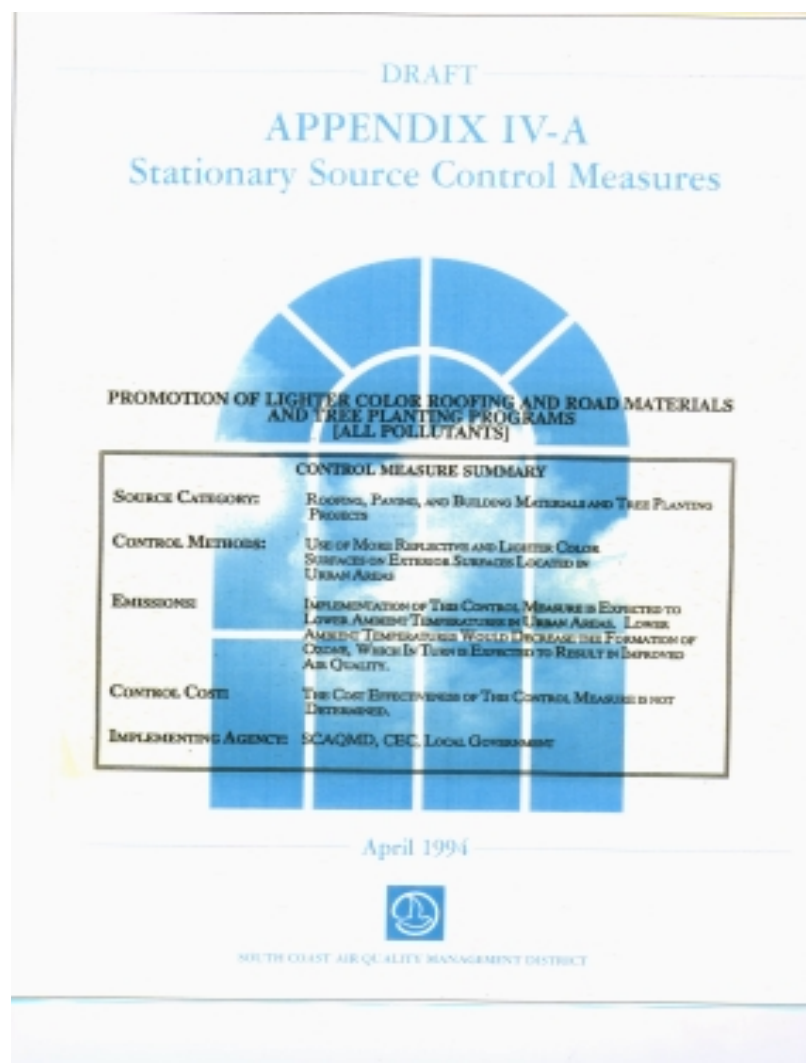 DRAFT
APPENDIX IV-A
Stationary Source Control Measures
PROMOTION OF LIGHTER COLOR ROOFING AND ROAD MATERIALS
AND TREE PLANTING PROGRAMS
[ALL POLLUTANTS]
CONTROL MEASURE SUMMARY
SOURCE CATEGORY: ROOFING, PAVING, AND BUILDING MATERIALS AND TREE PLANTING
PROJECTS
CONTROL METHODS: USE OF MORE REFLECTIVE AND LIGHTER COLOR
SURFACES ON EXTERIOR SURFACES LOCATED IN
URBAN AREAS
EMISSIONS: IMPLEMENTATION OF THIS CONTROL MEASURE IS EXPECTED TO
LOWER AMBIENT TEMPERATURES IN URBAN AREAS. LOWER
AMBIENT TEMPERATURES WOULD DECREASE THE FORMATION OF
OZONE, WHICH IN TURN IS EXPECTED TO RESULT IN IMPROVED
AIR QUALITY.
CONTROL COST: THE COST EFFECTIVENESS OF THIS CONTROL MEASURE IS NOT
DETERMINED.
IMPLEMENTING AGENCY: SCAQMD, CEC, LOCAL GOVERNMENT
April 1994
SOUTH COAST AIR QUALITY MANAGEMENT DISTRICT